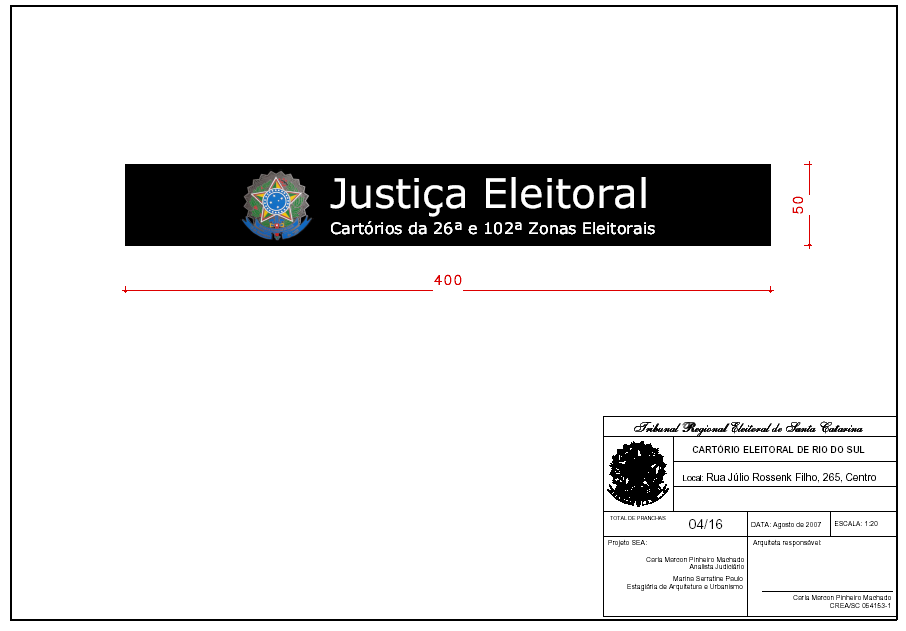 Justiça Eleitoral
Cartórios da 26ª e 102ª Zonas Eleitorais
50
400
Tribunal Regional Eleitoral de Santa Catarina
CARTÓRIO ELEITORAL DE RIO DO SUL
Local: Rua Júlio Rossenk Filho, 265, Centro
TOTAL DE PRANCHAS
04/16
DATA: Agosto de 2007
ESCALA: 1:20
Projeto SEA:
Carla Mercon Pinheiro Machado
Analista Judiciário
Marina Serratine Paulo
Estagiária de Arquitetura e Urbanismo
Arquiteta responsável:
Carla Mercon Pinheiro Machado
CREA/SC 054153-1